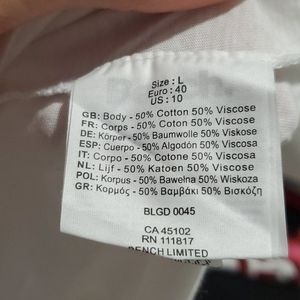 Size : L
Euro : 40
US : 10
GB: Body - 50% Cotton 50% Viscose
FR: Corps - 50% Coton 50% Viscose
DE: Körper - 50% Baumwolle 50% Viskose
ESP: Cuerpo - 50% Algodón 50% Viscosa
IT: Corpo - 50% Cotone 50% Viscosa
NL: Lijf - 50% Katoen 50% Viscose
POL: Korpus - 50% Bawełna 50% Wiskoza
GR: Κορμός - 50% Βαμβάκι 50% Βισκόζη
BLGD 0045
CA 45102
RN 111817
BENCH LIMITED